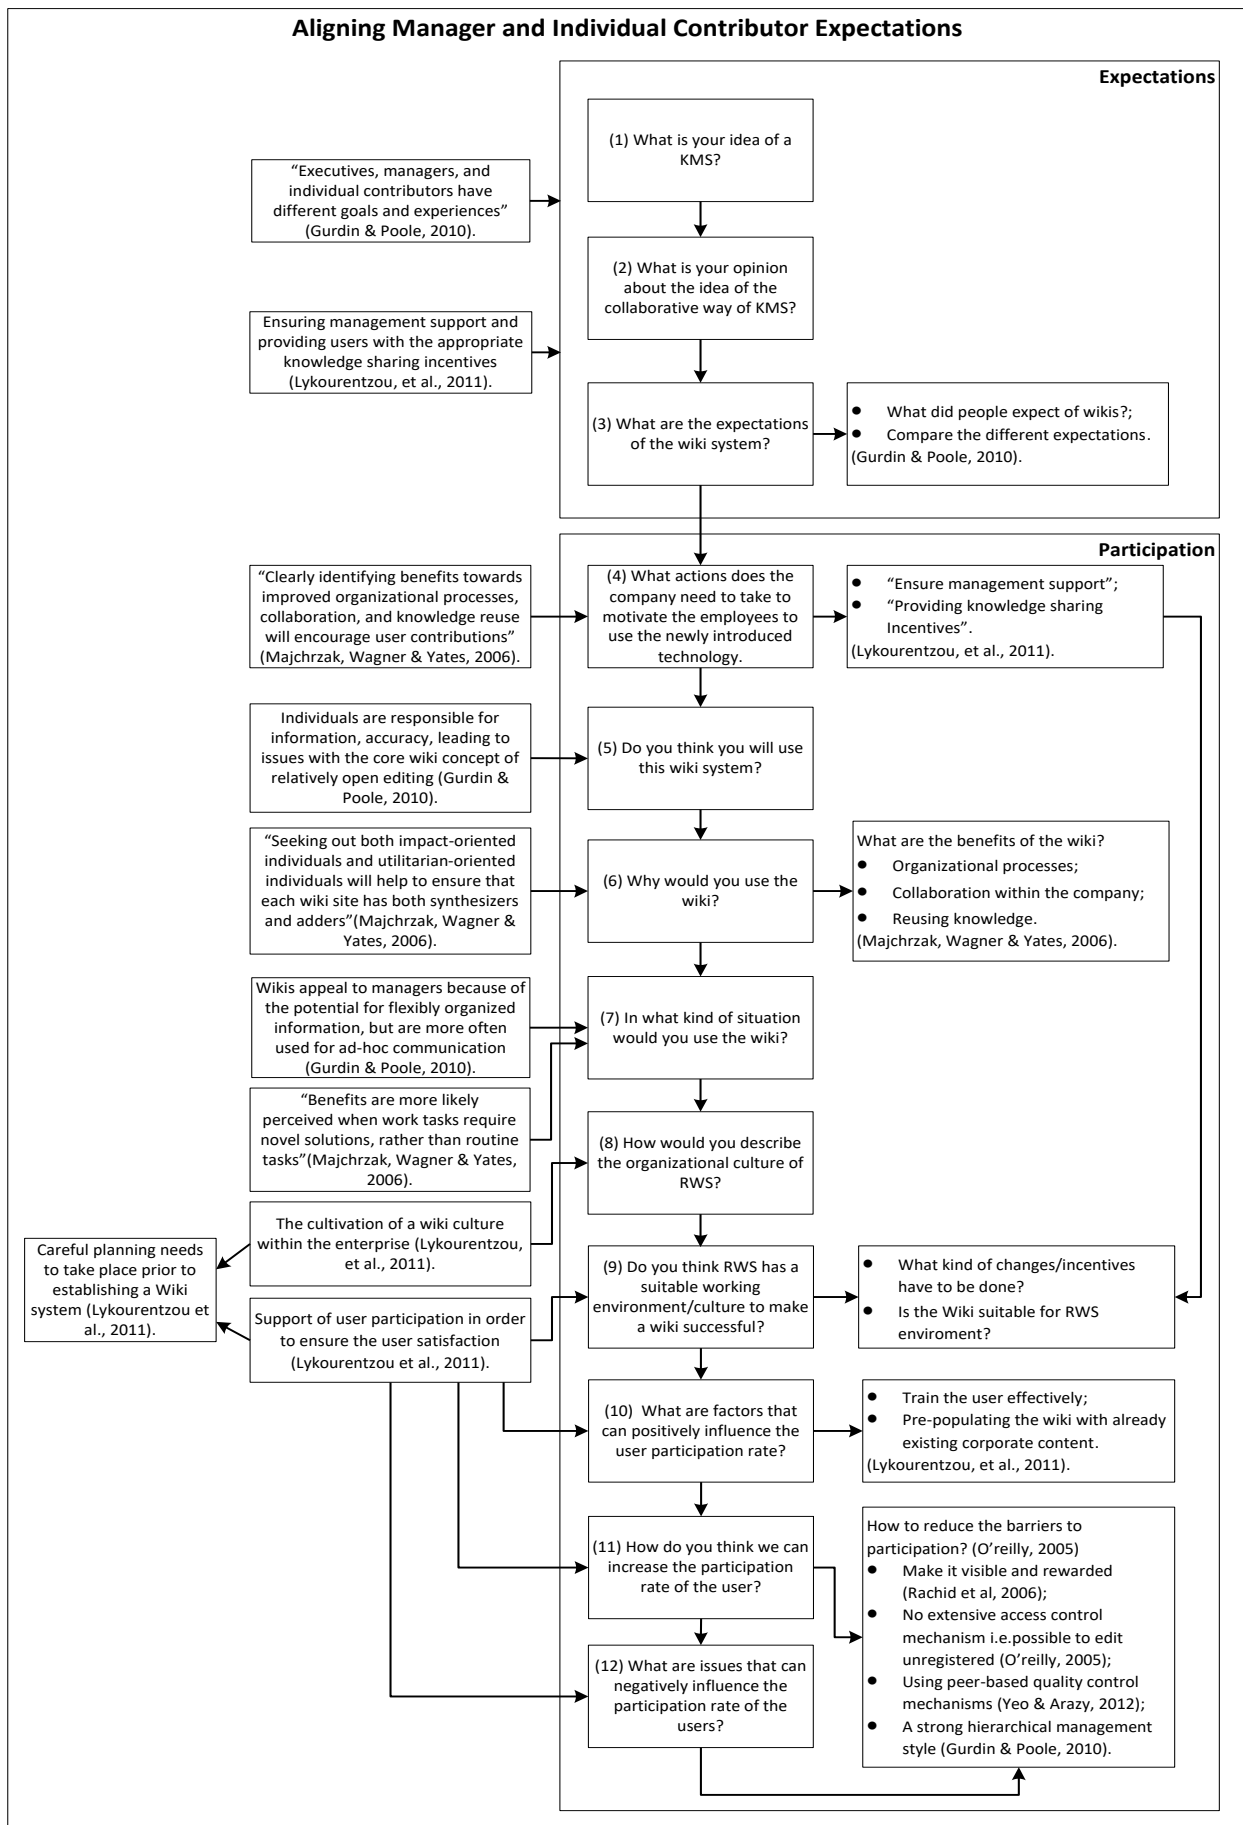 Aligning Manager and Individual Contributor Expectations
Expectations
(1) What is your idea of a
KMS?
“Executives, managers, and
individual contributors have
different goals and experiences”
(Gurdin & Poole, 2010).
(2) What is your opinion
about the idea of the
collaborative way of KMS?
Ensuring management support and
providing users with the appropriate
knowledge sharing incentives
(Lykourentzou, et al., 2011).
(3) What are the expectations
of the wiki system?
● What did people expect of wikis?;
● Compare the different expectations.
(Gurdin & Poole, 2010).
Participation
“Clearly identifying benefits towards
improved organizational processes,
collaboration, and knowledge reuse
will encourage user contributions”
(Majchrzak, Wagner & Yates, 2006).
(4) What actions does the
company need to take to
motivate the employees to
use the newly introduced
technology.
● “Ensure management support”;
● “Providing knowledge sharing
Incentives”.
(Lykourentzou, et al., 2011).
Individuals are responsible for
information, accuracy, leading to
issues with the core wiki concept of
relatively open editing (Gurdin &
Poole, 2010).
(5) Do you think you will use
this wiki system?
“Seeking out both impact-oriented
individuals and utilitarian-oriented
individuals will help to ensure that
each wiki site has both synthesizers
and adders”(Majchrzak, Wagner &
Yates, 2006).
(6) Why would you use the
wiki?
What are the benefits of the wiki?
● Organizational processes;
● Collaboration within the company;
● Reusing knowledge.
(Majchrzak, Wagner & Yates, 2006).
Wikis appeal to managers because of
the potential for flexibly organized
information, but are more often
used for ad-hoc communication
(Gurdin & Poole, 2010).
(7) In what kind of situation
would you use the wiki?
“Benefits are more likely
perceived when work tasks require
novel solutions, rather than routine
tasks”(Majchrzak, Wagner & Yates,
2006).
(8) How would you describe
the organizational culture of
RWS?
The cultivation of a wiki culture
within the enterprise (Lykourentzou,
et al., 2011).
Careful planning needs
to take place prior to
establishing a Wiki
system (Lykourentzou et
al., 2011).
(9) Do you think RWS has a
suitable working
environment/culture to make
a wiki successful?
● What kind of changes/incentives
have to be done?
● Is the Wiki suitable for RWS
enviroment?
Support of user participation in order
to ensure the user satisfaction
(Lykourentzou et al., 2011).
(10) What are factors that
can positively influence the
user participation rate?
● Train the user effectively;
● Pre-populating the wiki with already
existing corporate content.
(Lykourentzou, et al., 2011).
(11) How do you think we can
increase the participation
rate of the user?
How to reduce the barriers to
participation? (O’reilly, 2005)
● Make it visible and rewarded
(Rachid et al, 2006);
● No extensive access control
mechanism i.e.possible to edit
unregistered (O’reilly, 2005);
● Using peer-based quality control
mechanisms (Yeo & Arazy, 2012);
● A strong hierarchical management
style (Gurdin & Poole, 2010).
(12) What are issues that can
negatively influence the
participation rate of the
users?